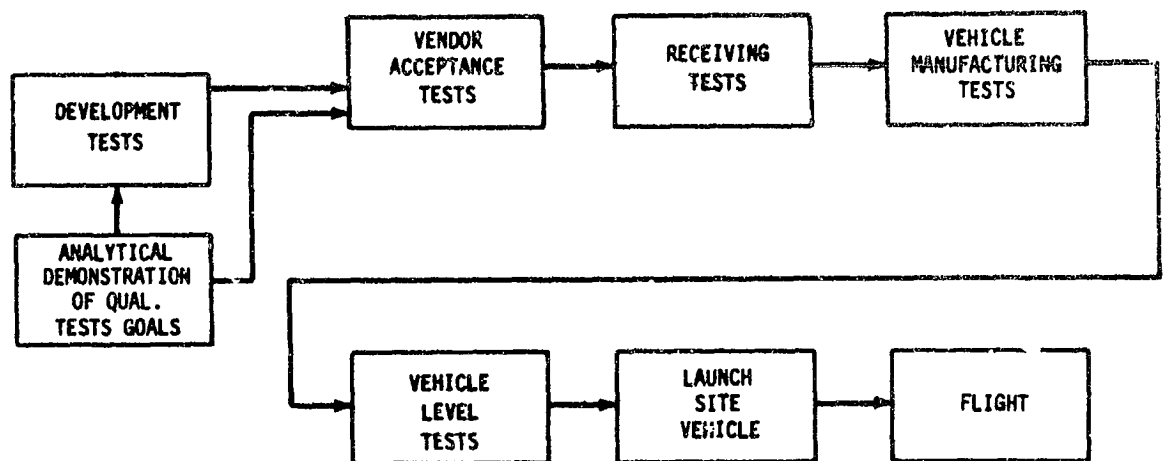 VENDOR
ACCEPTANCE
TESTS
RECEIVING
TESTS
VEHICLE
MANUFACTURING
TESTS
DEVELOPMENT
TESTS
ANALYTICAL
DEMONSTRATION
OF QUAL.
TESTS GOALS
VEHICLE
LEVEL
TESTS
LAUNCH
SITE
VEHICLE
FLIGHT